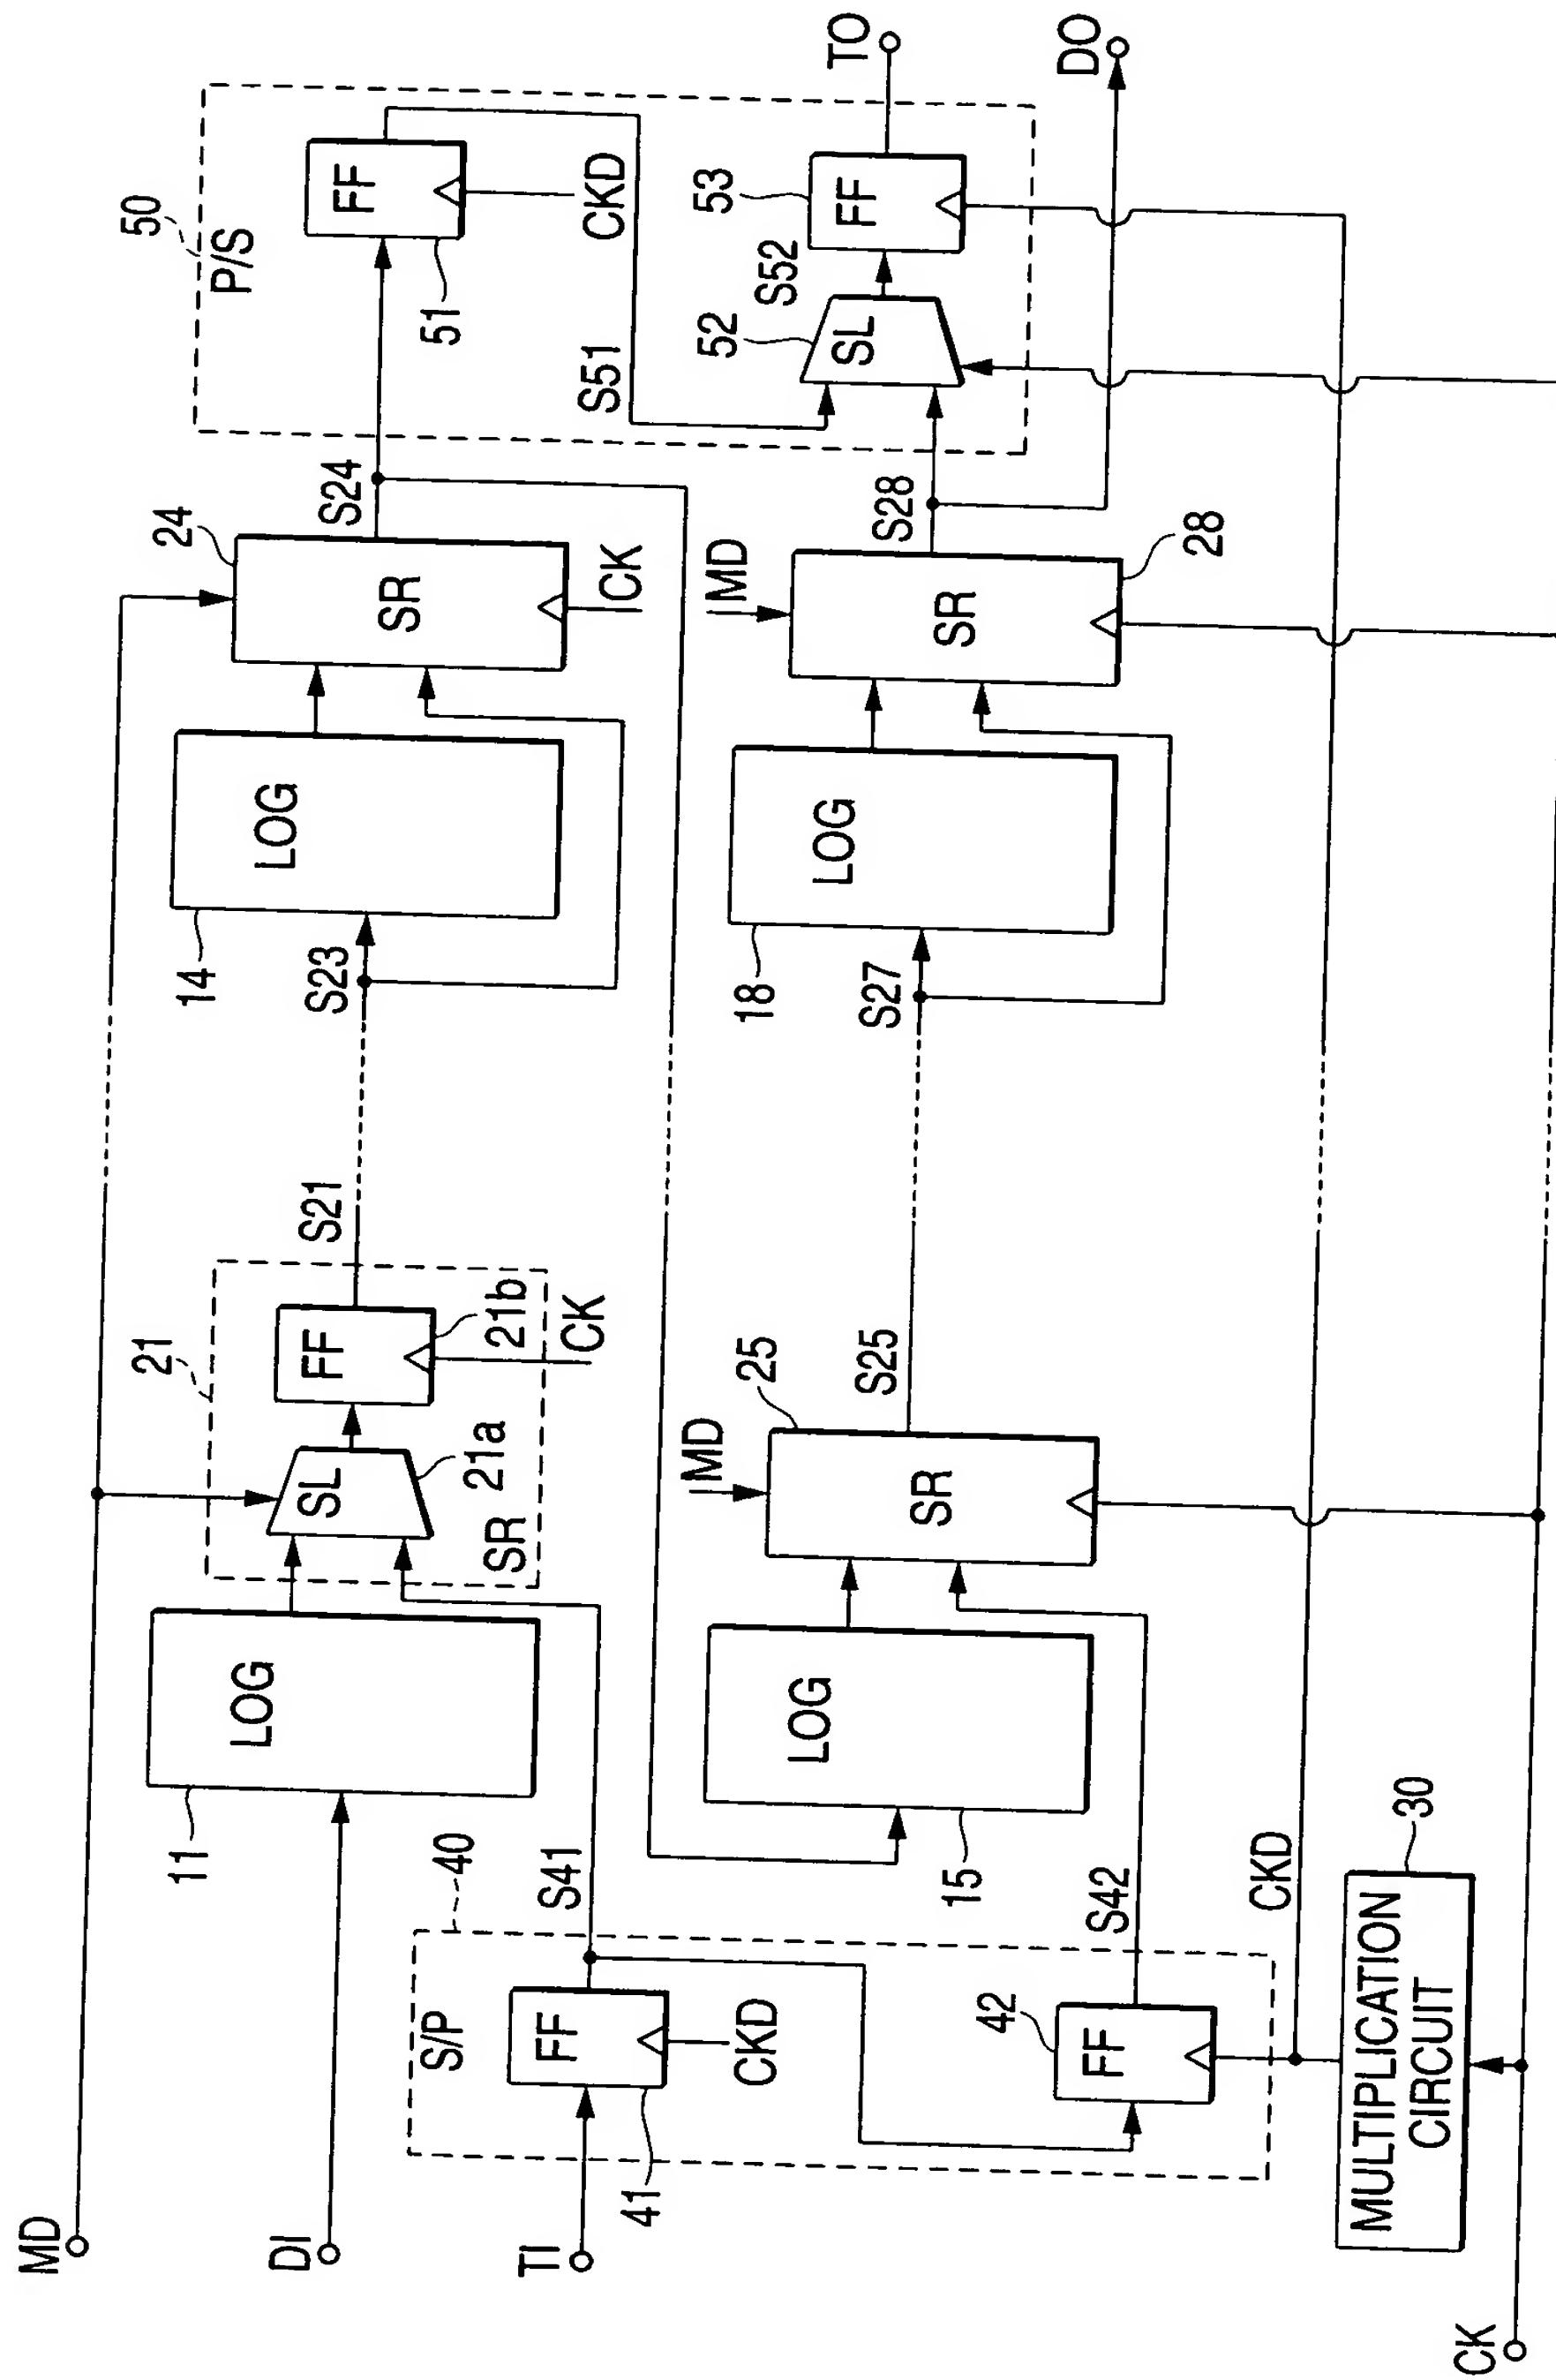 MD
DI
TI
CK
11
LOG
21
SL
21a
SR
FF
21b
CK
S21
S23
14
LOG
24
SR
CK
S24
50
P/S
FF
51
CKD
S51
52
SL
S52
53
FF
TO
DO
40
S/P
FF
41
CKD
S41
42
FF
S42
15
LOG
MD
25
SR
S25
S27
18
LOG
MD
SR
28
S28
CKD
30
MULTIPLICATION
CIRCUIT